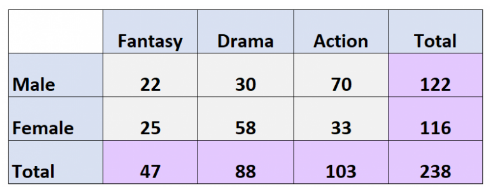 Fantasy Drama Action Total
Male 22 30 70 122
Female 25 58 33 116
Total 47 88 103 238